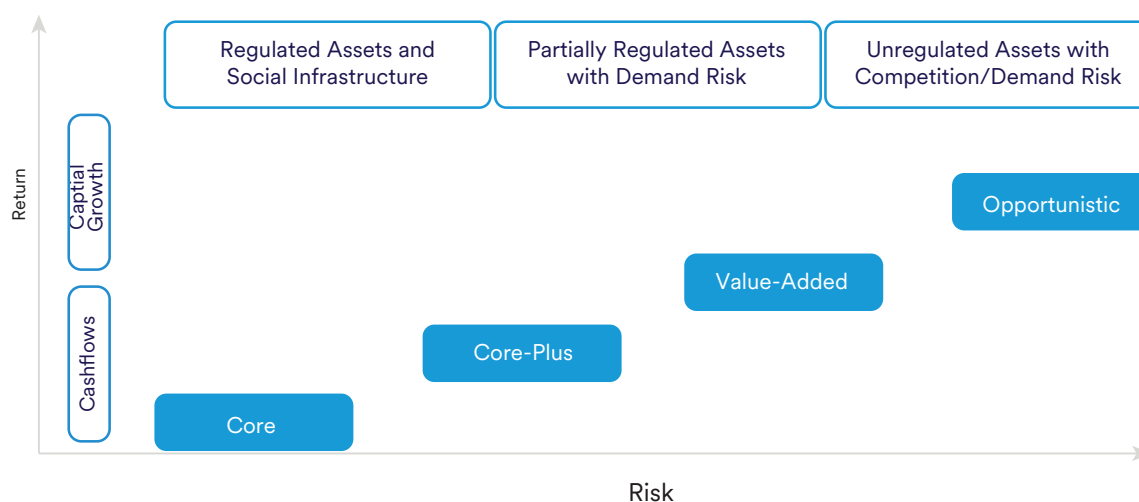 Regulated Assets and
Social Infrastructure
Partially Regulated Assets
with Demand Risk
Unregulated Assets with
Competition/Demand Risk
Return
Captial
Growth
Cashflows
Opportunistic
Value-Added
Core-Plus
Core
Risk